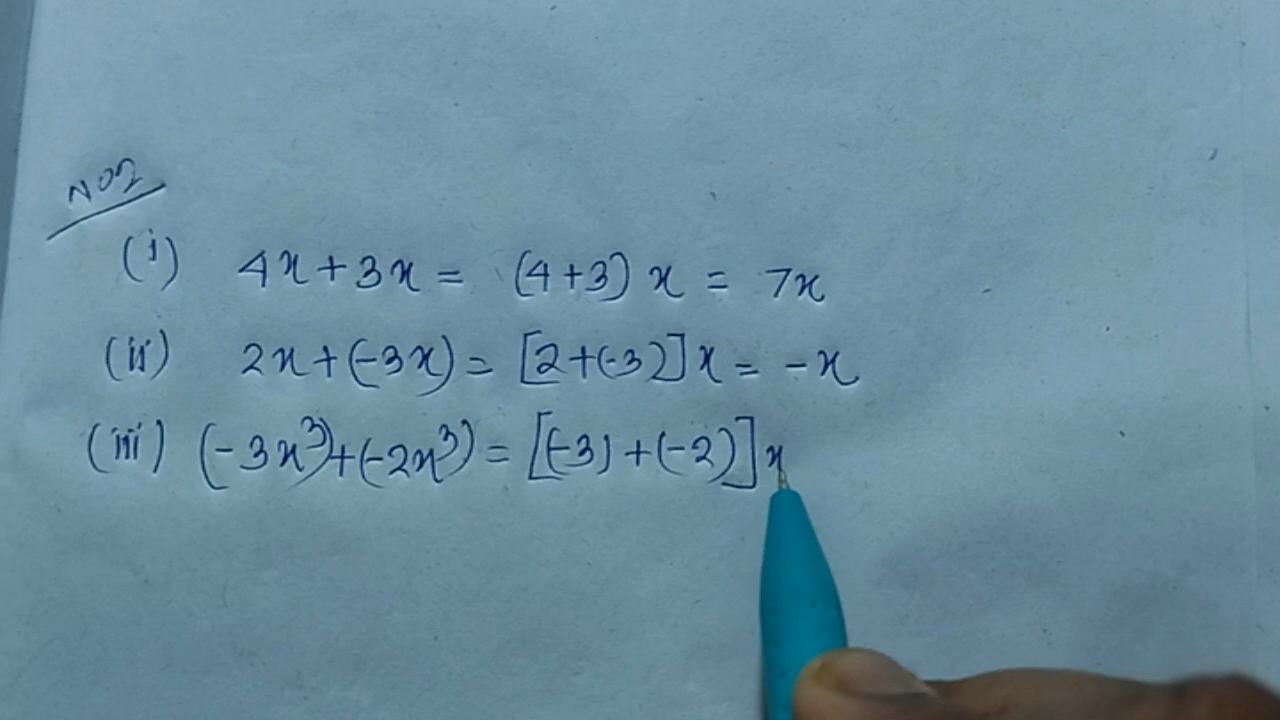 NO2
(i) 4x+3x = (4+3) x = 7x
(ii) 2x+(-3x) = [2+(-3)]x = -x
(iii) (-3x³)+(-2x³) = [(-3)+(-2)]x